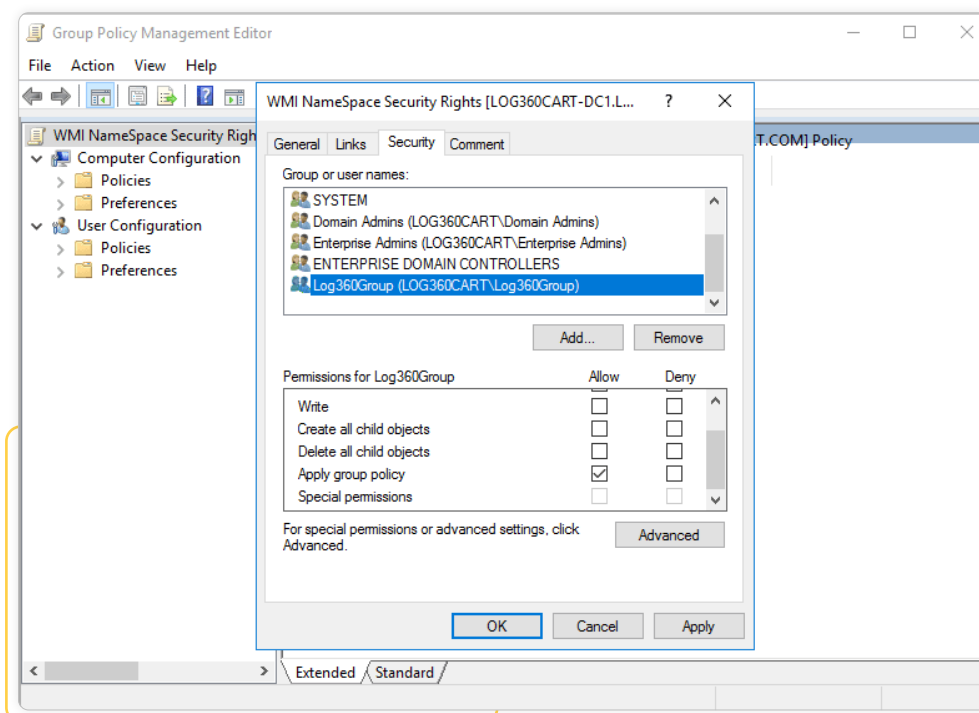 Group Policy Management Editor
File Action View Help
WMI NameSpace Security Righ
Computer Configuration
Policies
Preferences
User Configuration
Policies
Preferences
T.COM] Policy
WMI NameSpace Security Rights [LOG360CART-DC1.L... ?
General Links Security Comment
Group or user names:
SYSTEM
Domain Admins (LOG360CART\Domain Admins)
Enterprise Admins (LOG360CART\Enterprise Admins)
ENTERPRISE DOMAIN CONTROLLERS
Log360Group (LOG360CART\Log360Group)
Add... Remove
Permissions for Log360Group Allow Deny
Write
Create all child objects
Delete all child objects
Apply group policy
Special permissions
For special permissions or advanced settings, click
Advanced.
Advanced
OK Cancel Apply
Extended Standard